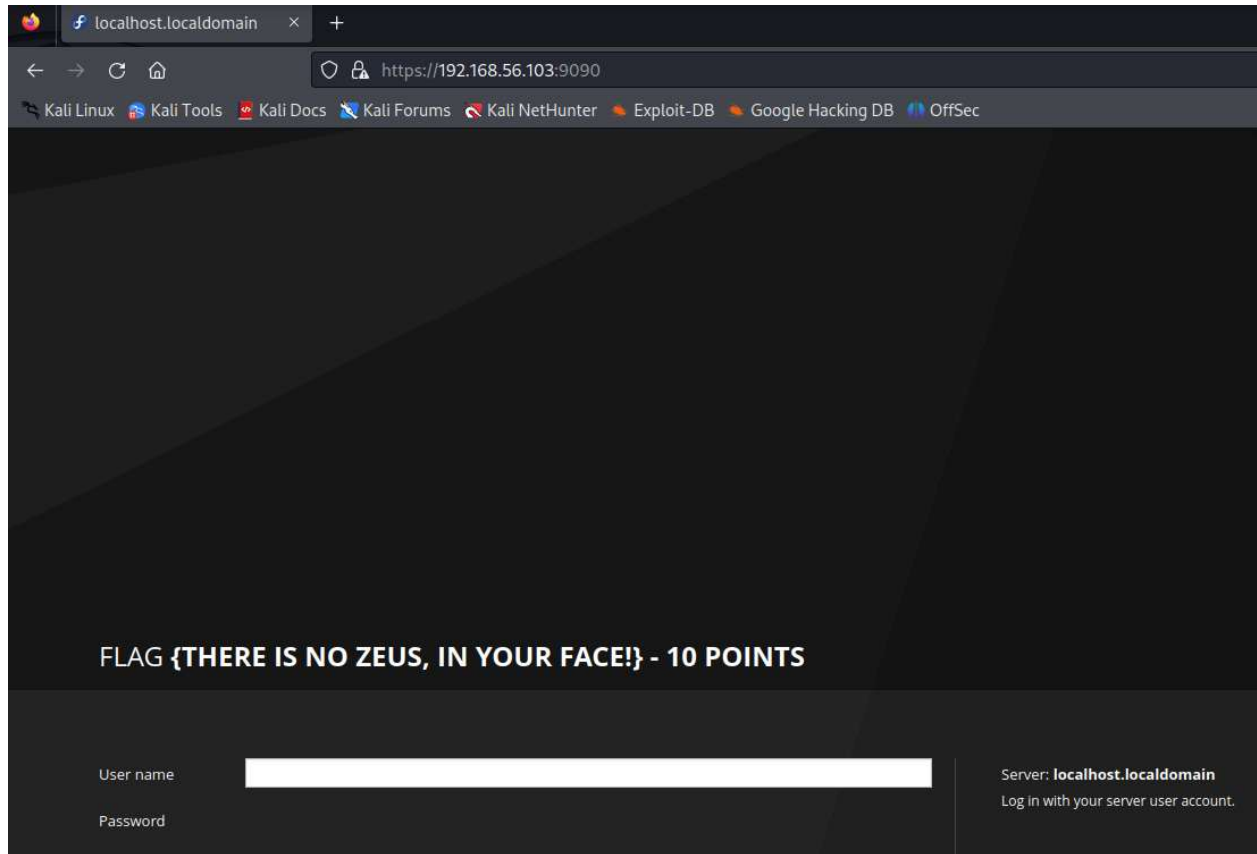 localhost.localdomain
https://192.168.56.103:9090
Kali Linux Kali Tools Kali Docs Kali Forums Kali NetHunter Exploit-DB Google Hacking DB OffSec
FLAG {THERE IS NO ZEUS, IN YOUR FACE!} - 10 POINTS
User name
Password
Server: localhost.localdomain
Log in with your server user account.